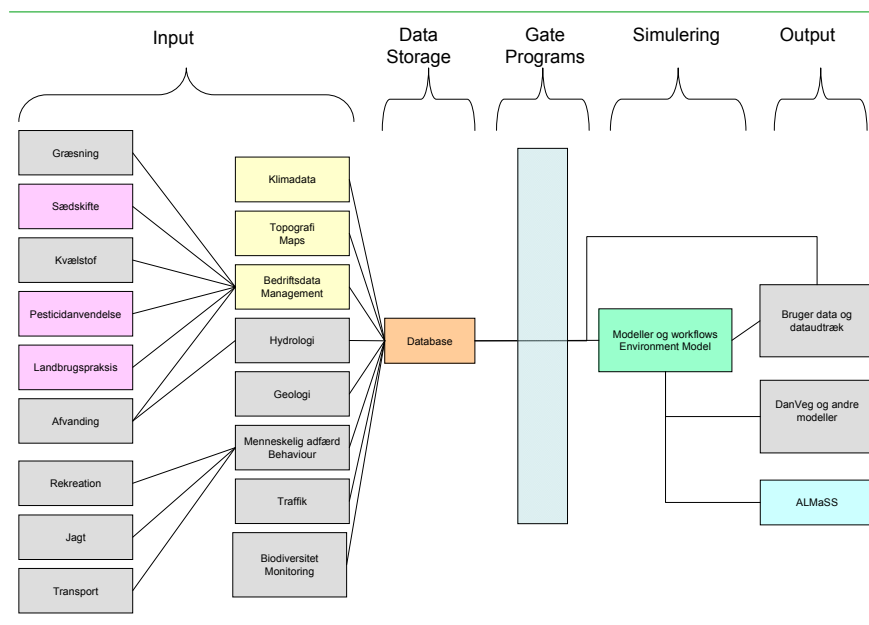 Input
Data
Storage
Gate
Programs
Simulering
Output
Græsning
Sædskifte
Kvælstof
Pesticidanvendelse
Landbrugspraksis
Afvanding
Rekreation
Jagt
Transport
Klimadata
Topografi
Maps
Bedriftsdata
Management
Hydrologi
Geologi
Menneskelig adfærd
Behaviour
Traffik
Biodiversitet
Monitoring
Database
Modeller og workflows
Environment Model
Bruger data og
dataudtræk
DanVeg og andre
modeller
ALMaSS